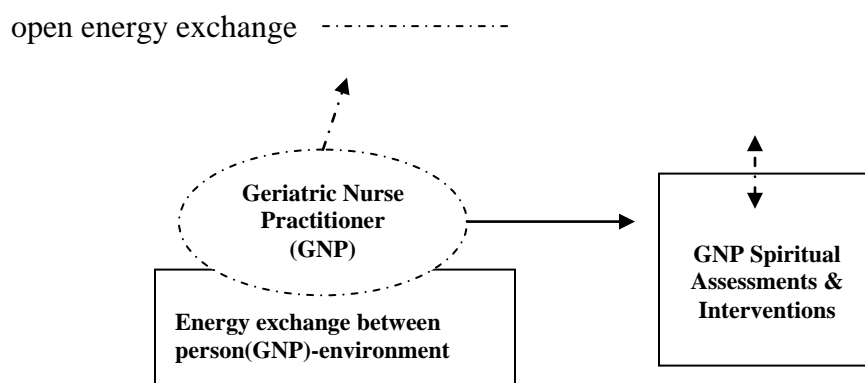 open energy exchange
Geriatric Nurse
Practitioner
(GNP)
GNP Spiritual
Assessments &
Interventions
Energy exchange between
person(GNP)-environment